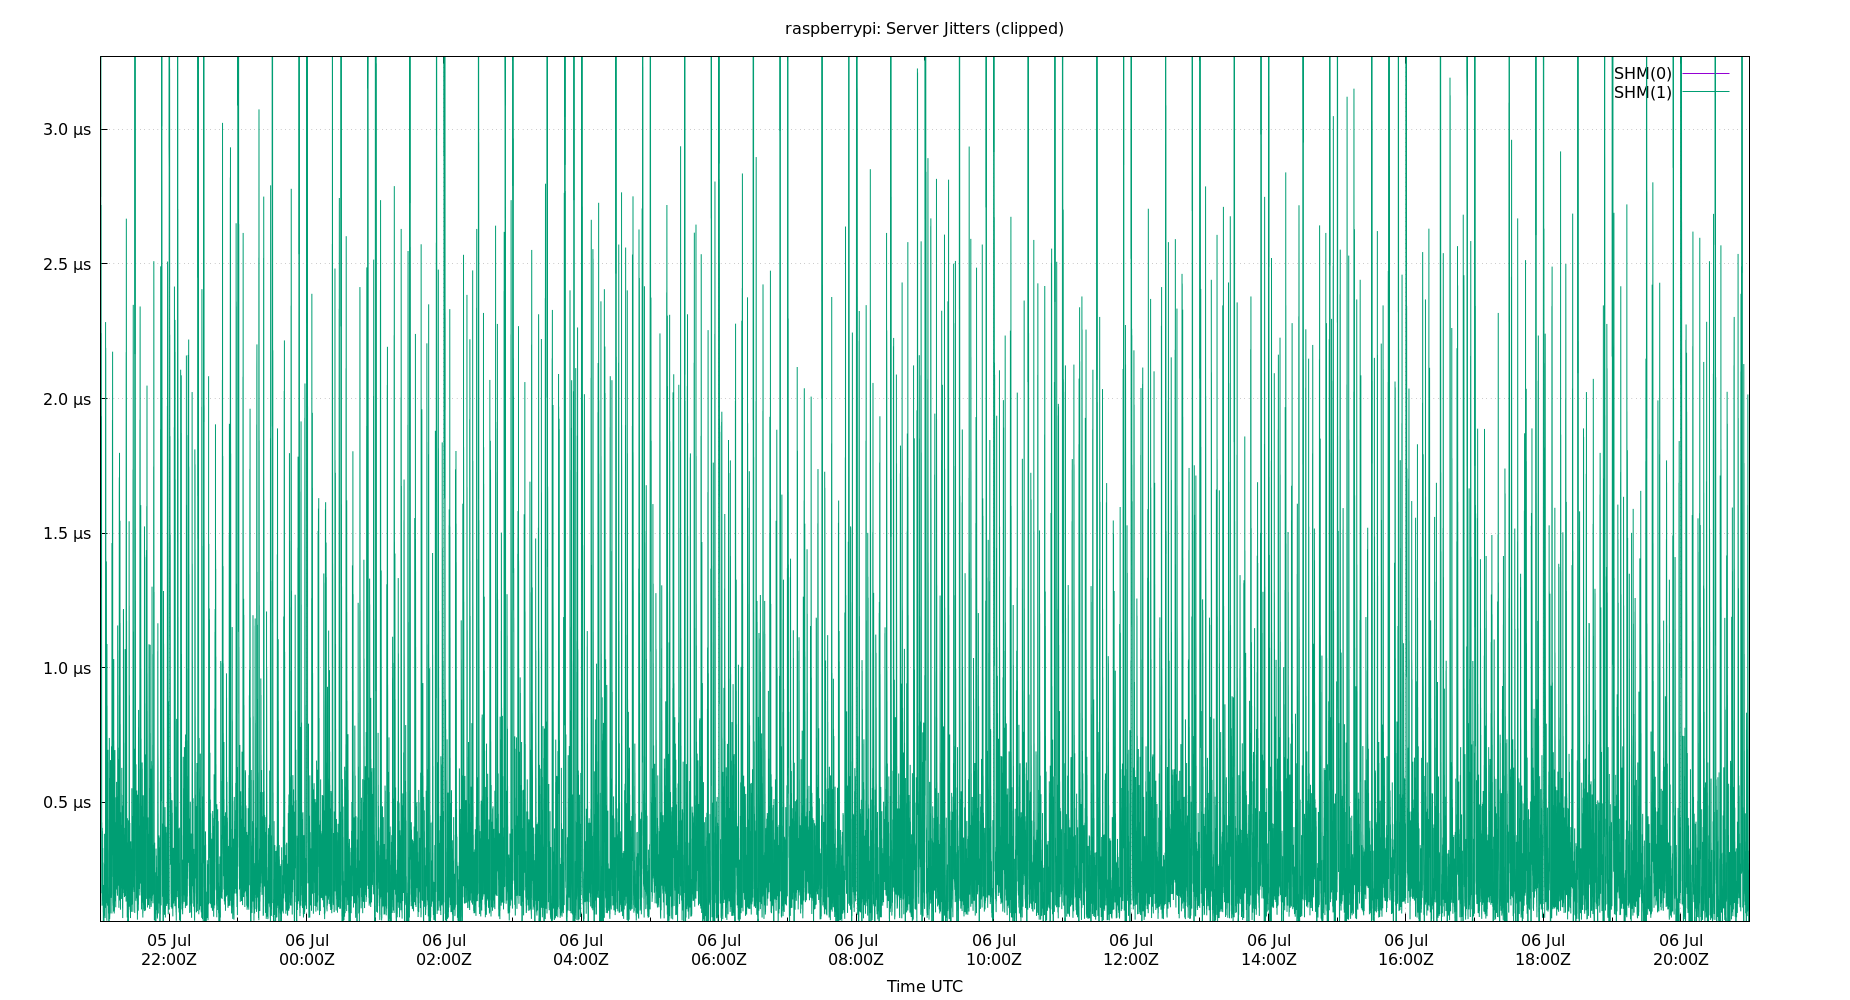 raspberrypi: Server Jitters (clipped)
SHM(0)
SHM(1)
3.0 µs
2.5 µs
2.0 µs
1.5 µs
1.0 µs
0.5 µs
05 Jul 06 Jul 06 Jul 06 Jul 06 Jul 06 Jul 06 Jul 06 Jul 06 Jul 06 Jul 06 Jul 06 Jul
22:00Z 00:00Z 02:00Z 04:00Z 06:00Z 08:00Z 10:00Z 12:00Z 14:00Z 16:00Z 18:00Z 20:00Z
Time UTC